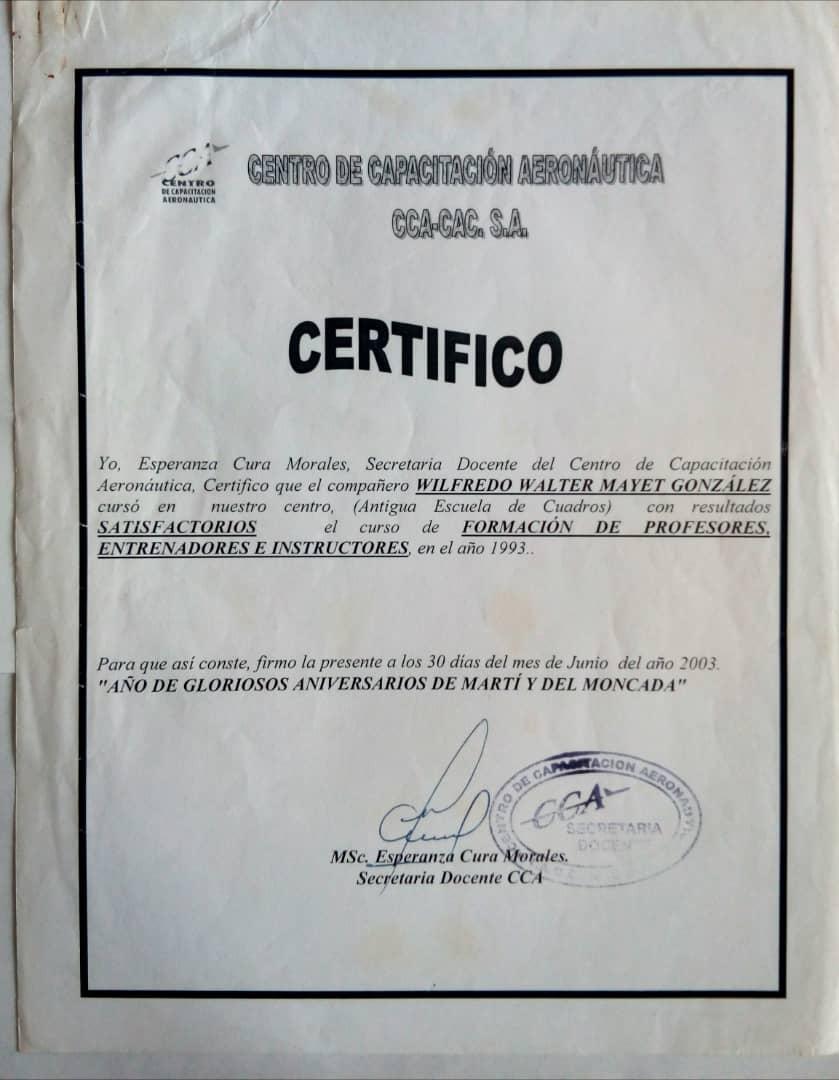 CCA
CENTRO
DE CAPACITACION
AERONAUTICA
CENTRO DE CAPACITACIÓN AERONÁUTICA
CCA-CAC. S.A.
CERTIFICO
Yo, Esperanza Cura Morales, Secretaria Docente del Centro de Capacitación
Aeronáutica, Certifico que el compañero WILFREDO WALTER MAYET GONZÁLEZ
cursó en nuestro centro, (Antigua Escuela de Cuadros) con resultados
SATISFACTORIOS el curso de FORMACIÓN DE PROFESORES,
ENTRENADORES E INSTRUCTORES, en el año 1993..
Para que así conste, firmo la presente a los 30 días del mes de Junio del año 2003.
"AÑO DE GLORIOSOS ANIVERSARIOS DE MARTÍ Y DEL MONCADA"
CENTRO DE CAPACITACION AERONAUTIC
CCA
SECRETARIA
DOCEN
MSc. Esperanza Cura Morales.
Secretaria Docente CCA